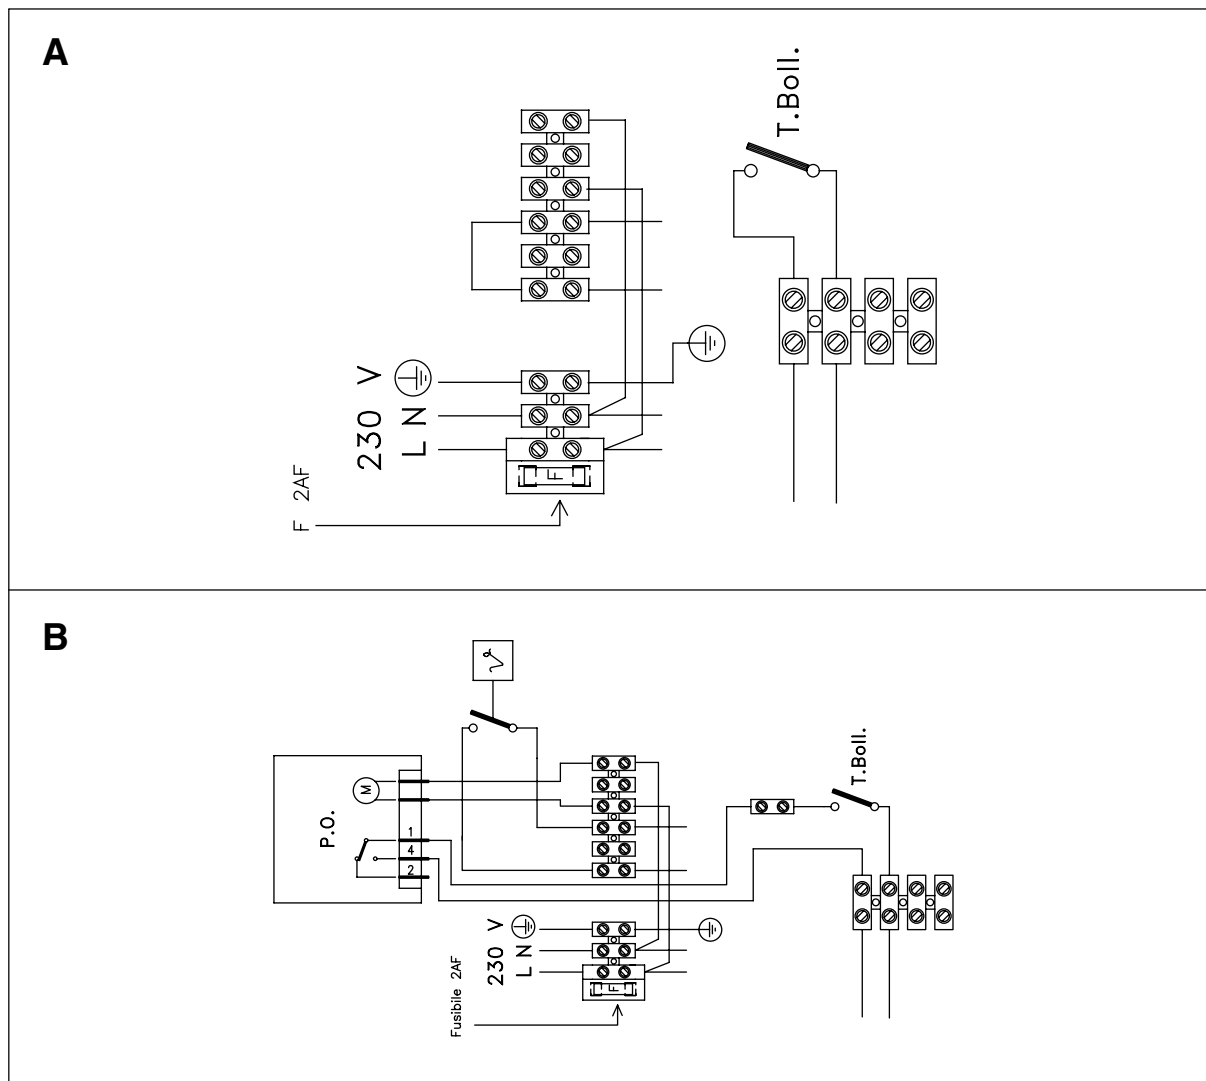 A
T.Boll.
230 V
L N
F 2AF
F
B
T.Boll.
P.O.
M
1
4
2
230 V
L N
Fusibile 2AF
F